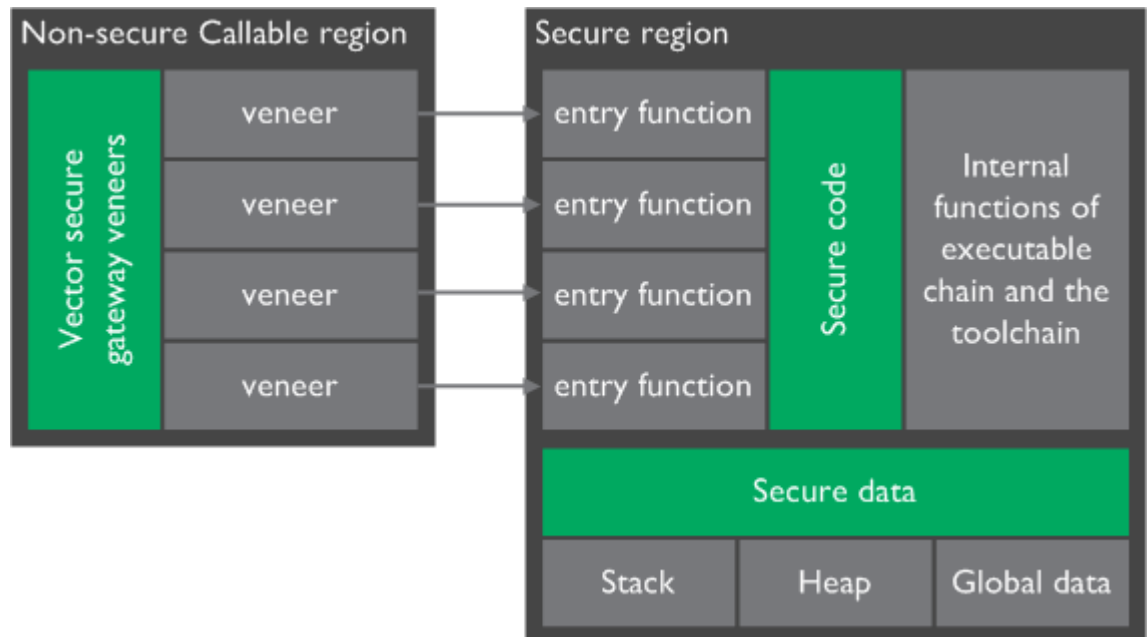 Non-secure Callable region
Vector secure
gateway veneers
veneer
veneer
veneer
veneer
Secure region
entry function
entry function
entry function
entry function
Secure code
Internal
functions of
executable
chain and the
toolchain
Secure data
Stack
Heap
Global data